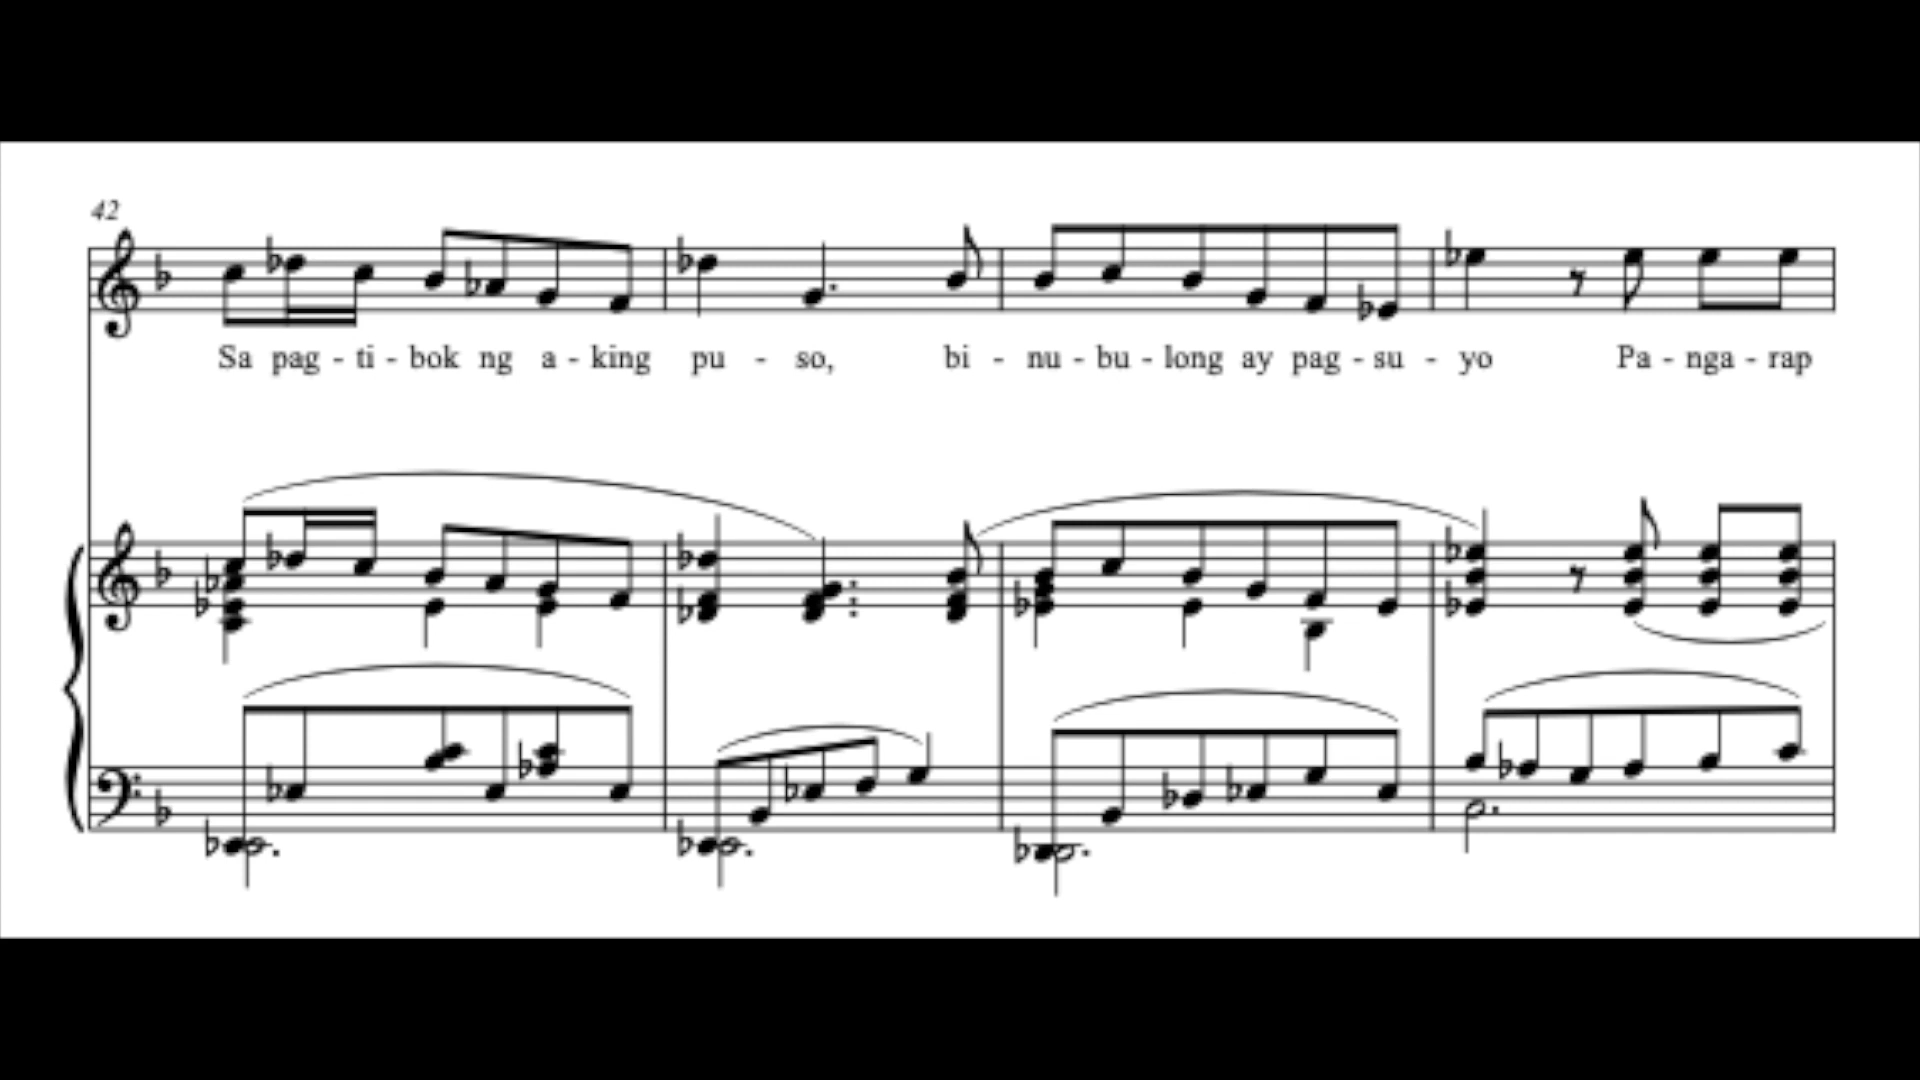 42
Sa pag - ti - bok ng a - king pu - so, bi - nu - bu - long ay pag - su - yo Pa - nga - rap